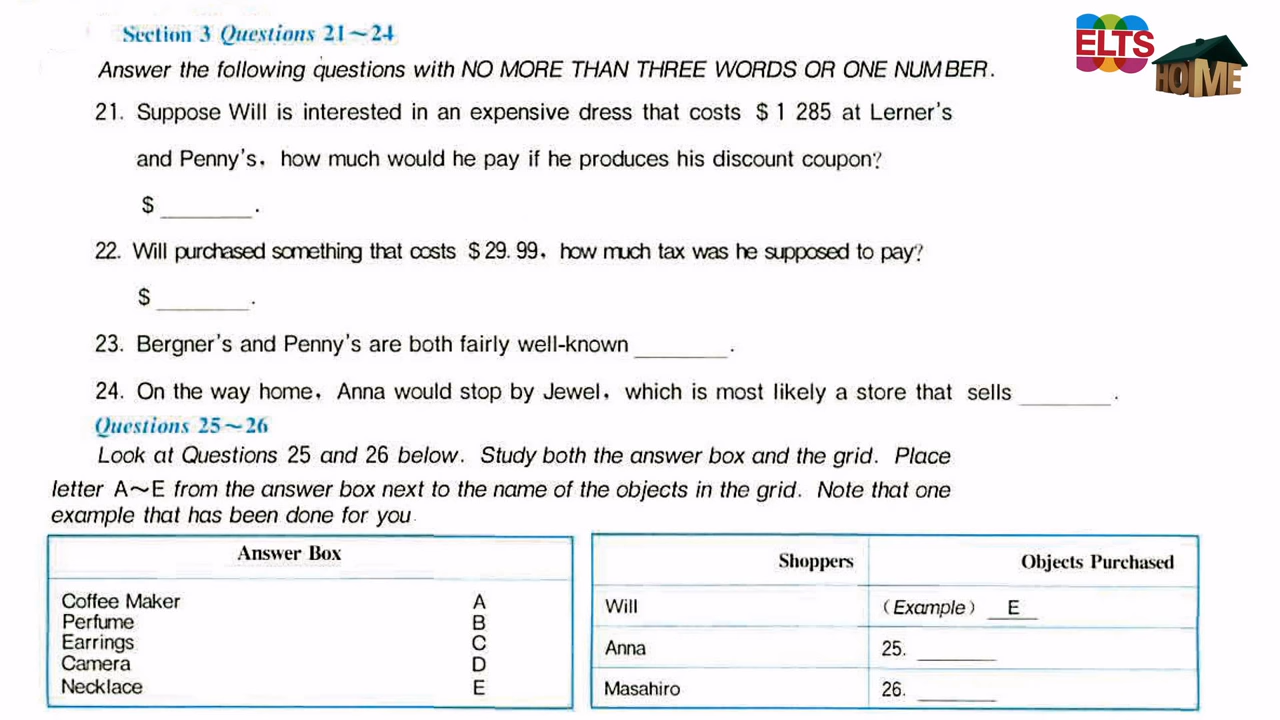 ELTS
HOME
Section 3 Questions 21~24
Answer the following questions with NO MORE THAN THREE WORDS OR ONE NUMBER.
21. Suppose Will is interested in an expensive dress that costs $ 1 285 at Lerner's
and Penny's, how much would he pay if he produces his discount coupon?
$ ________.
22. Will purchased something that costs $ 29. 99, how much tax was he supposed to pay?
$ ________.
23. Bergner's and Penny's are both fairly well-known ________.
24. On the way home, Anna would stop by Jewel, which is most likely a store that sells ________.
Questions 25~26
Look at Questions 25 and 26 below. Study both the answer box and the grid. Place
letter A~E from the answer box next to the name of the objects in the grid. Note that one
example that has been done for you.
Answer Box
Coffee Maker A
Perfume B
Earrings C
Camera D
Necklace E
Shoppers Objects Purchased
Will (Example) E
Anna 25. ________
Masahiro 26. ________